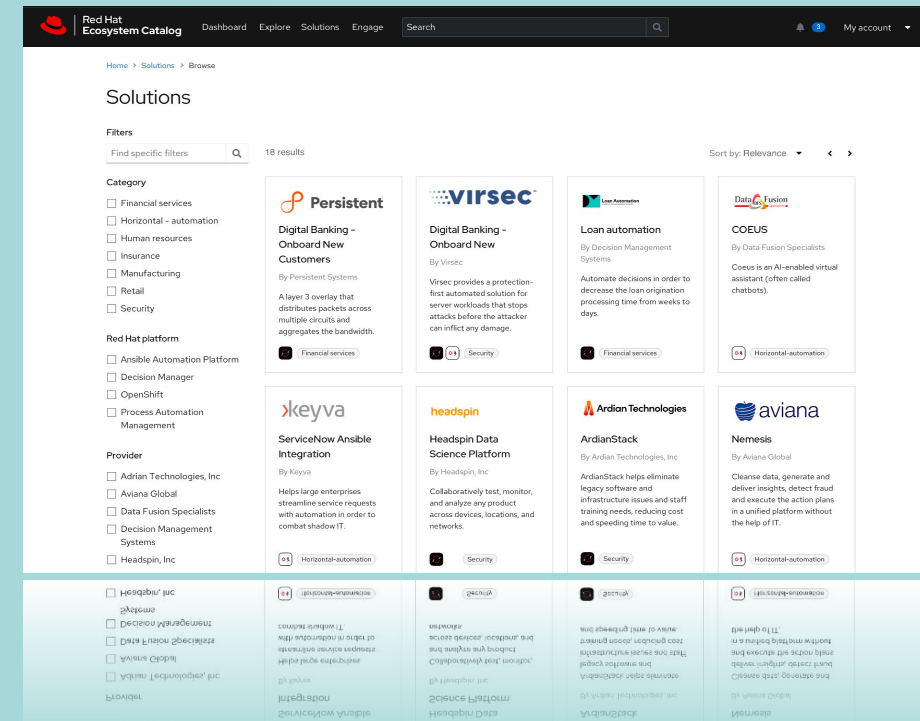 Red Hat
Ecosystem Catalog
Dashboard Explore Solutions Engage
Search
3
My account
Home > Solutions > Browse
Solutions
Filters
Find specific filters
18 results
Sort by: Relevance
Category
Financial services
Horizontal - automation
Human resources
Insurance
Manufacturing
Retail
Security
Red Hat platform
Ansible Automation Platform
Decision Manager
OpenShift
Process Automation
Management
Provider
Adrian Technologies, Inc
Aviana Global
Data Fusion Specialists
Decision Management
Systems
Headspin, Inc
Persistent
Digital Banking -
Onboard New
Customers
By Persistent Systems
A layer 3 overlay that
distributes packets across
multiple circuits and
aggregates the bandwidth.
Financial services
virsec
Digital Banking -
Onboard New
By Virsec
Virsec provides a protection-
first automated solution for
server workloads that stops
attacks before the attacker
can inflict any damage.
Security
Loan Automation
Loan automation
By Decision Management
Systems
Automate decisions in order to
decrease the loan origination
processing time from weeks to
days.
Financial services
Data Fusion
COEUS
By Data Fusion Specialists
Coeus is an AI-enabled virtual
assistant (often called
chatbots).
Horizontal-automation
keyva
ServiceNow Ansible
Integration
By Keyva
Helps large enterprises
streamline service requests
with automation in order to
combat shadow IT.
Horizontal-automation
headspin
Headspin Data
Science Platform
By Headspin, Inc
Collaboratively test, monitor,
and analyze any product
across devices, locations, and
networks.
Security
Ardian Technologies
ArdianStack
By Ardian Technologies, Inc
ArdianStack helps eliminate
legacy software and
infrastructure issues and staff
training needs, reducing cost
and speeding time to value.
Security
aviana
Nemesis
By Aviana Global
Cleanse data, generate and
deliver insights, detect fraud
and execute the action plans
in a unified platform without
the help of IT.
Horizontal-automation